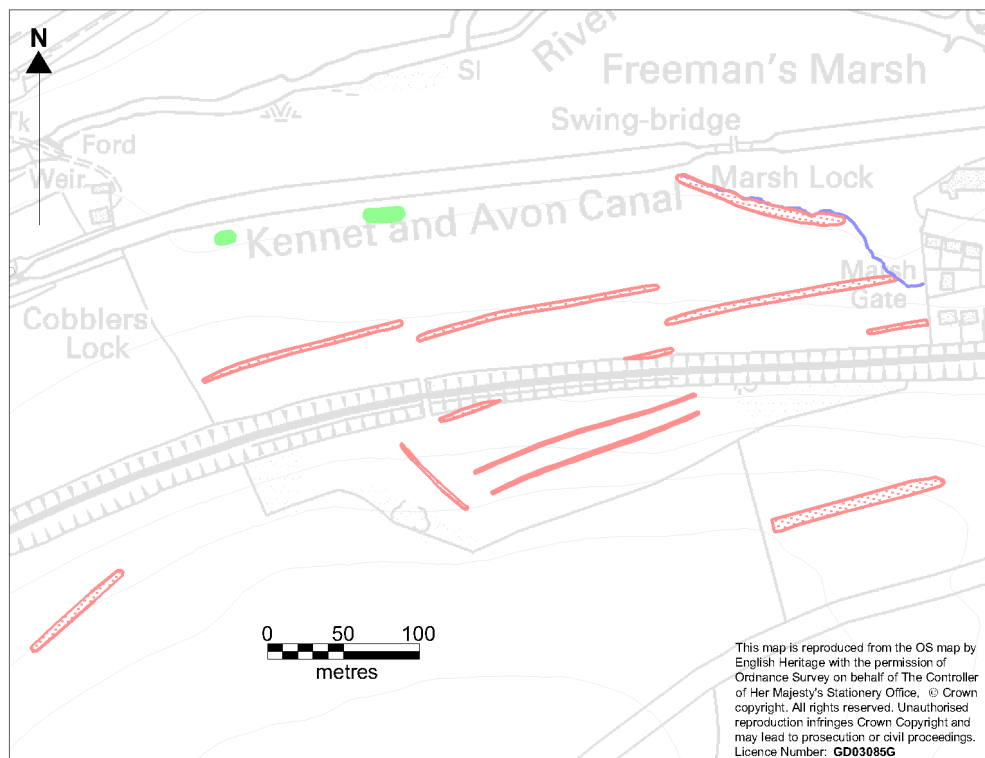 N
River
SI
Freeman's Marsh
Swing-bridge
Tk
Ford
Weir
Marsh Lock
Kennet and Avon Canal
Marsh
Gate
Cobblers
Lock
0 50 100
metres
This map is reproduced from the OS map by
English Heritage with the permission of
Ordnance Survey on behalf of The Controller
of Her Majesty's Stationery Office, © Crown
copyright. All rights reserved. Unauthorised
reproduction infringes Crown Copyright and
may lead to prosecution or civil proceedings.
Licence Number: GD03085G